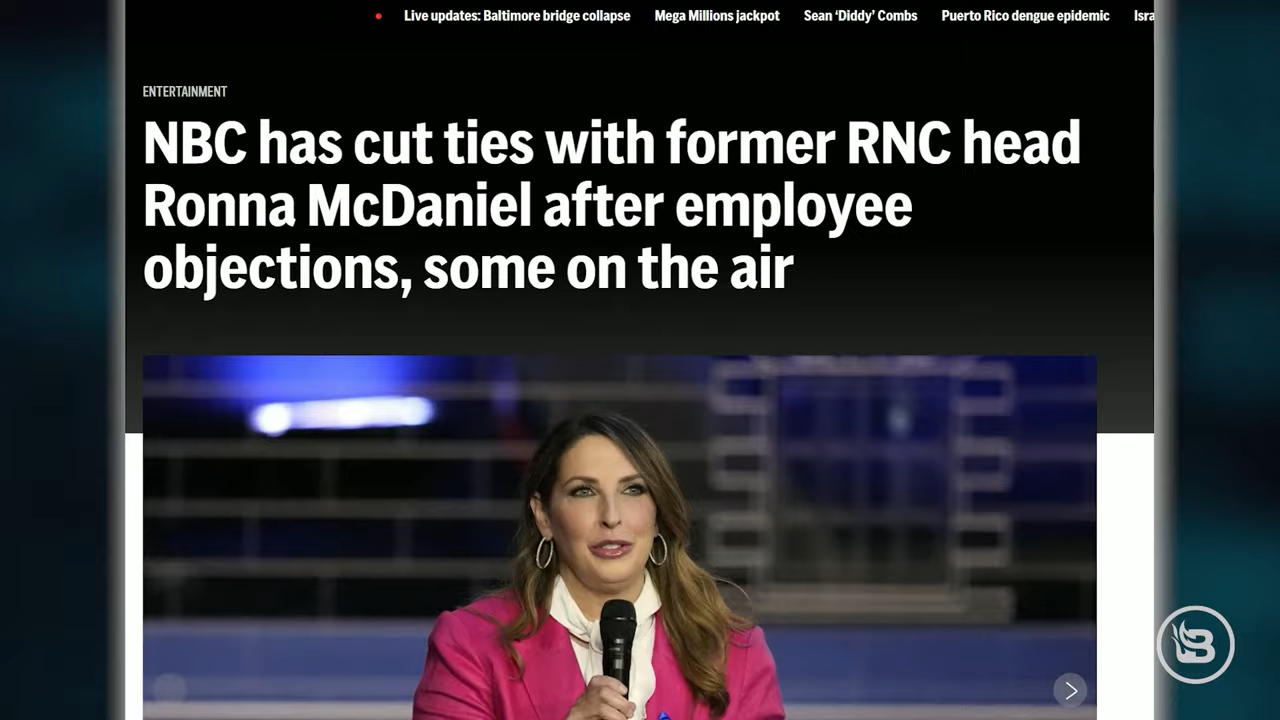 Live updates: Baltimore bridge collapse Mega Millions jackpot Sean ‘Diddy’ Combs Puerto Rico dengue epidemic Isra
ENTERTAINMENT
NBC has cut ties with former RNC head
Ronna McDaniel after employee
objections, some on the air
B